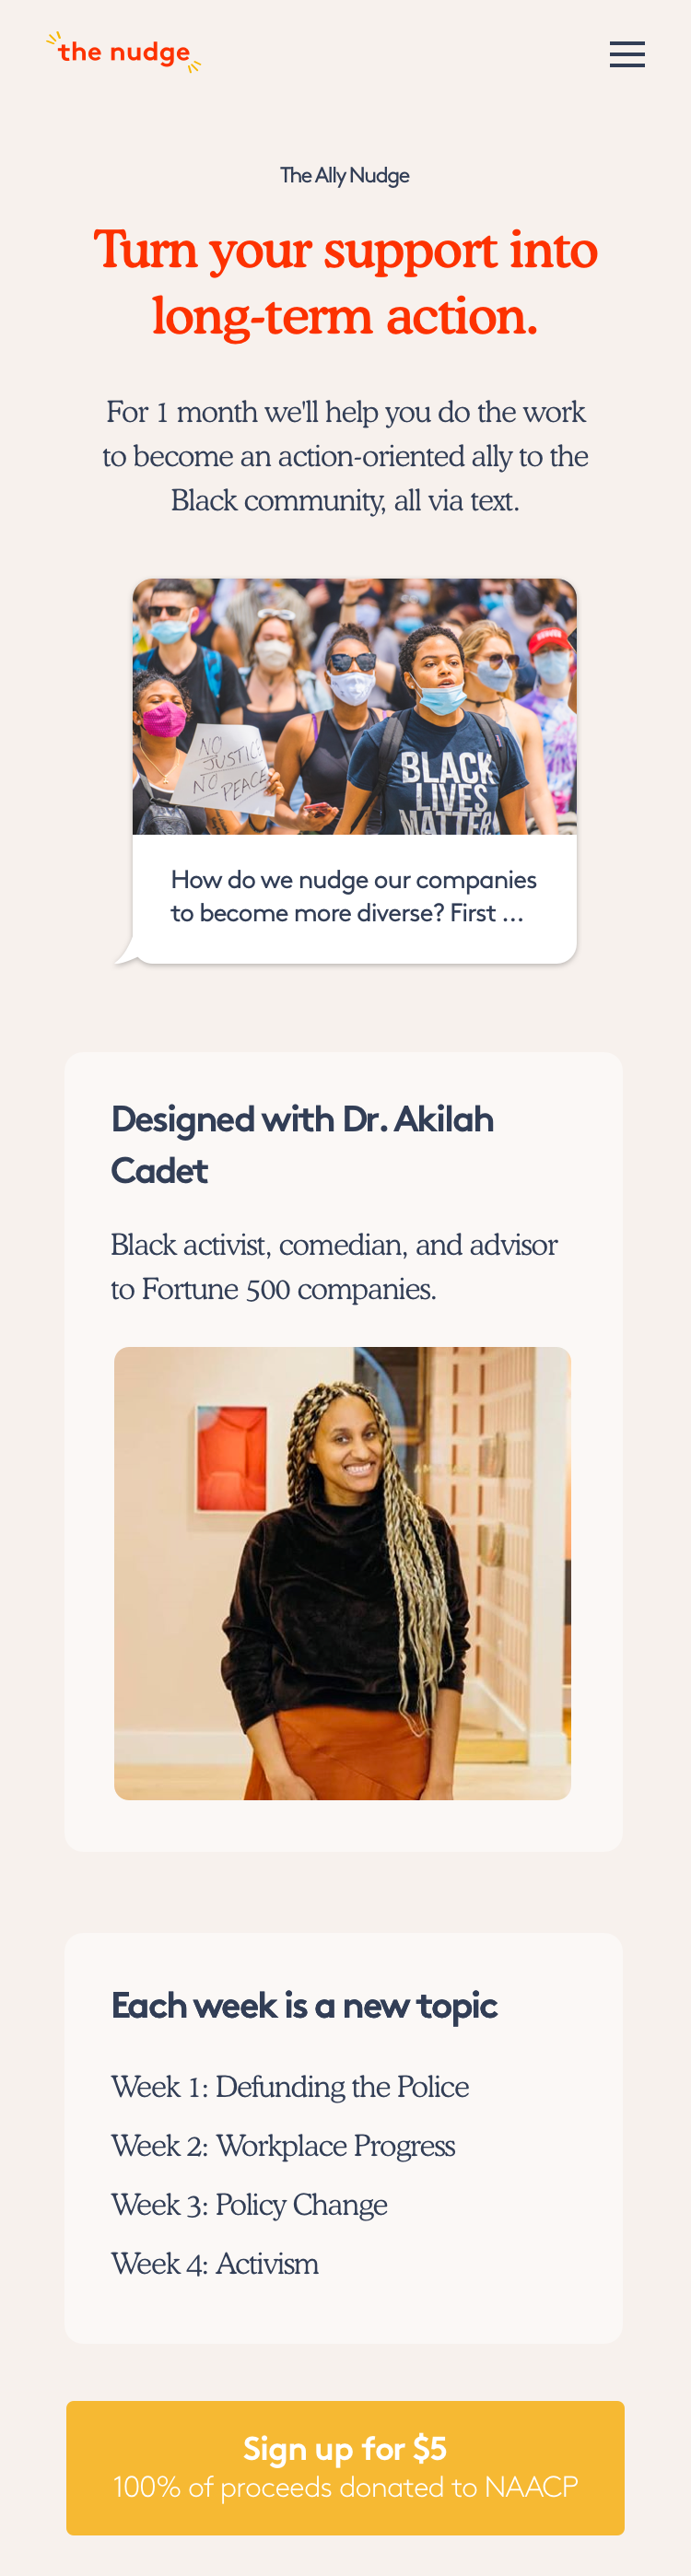 the nudge
The Ally Nudge
Turn your support into
long-term action.
For 1 month we'll help you do the work
to become an action-oriented ally to the
Black community, all via text.
NO
JUSTICE
NO PEACE
BLACK
LIVES
MATTER
How do we nudge our companies
to become more diverse? First ...
Designed with Dr. Akilah
Cadet
Black activist, comedian, and advisor
to Fortune 500 companies.
Each week is a new topic
Week 1: Defunding the Police
Week 2: Workplace Progress
Week 3: Policy Change
Week 4: Activism
Sign up for $5
100% of proceeds donated to NAACP